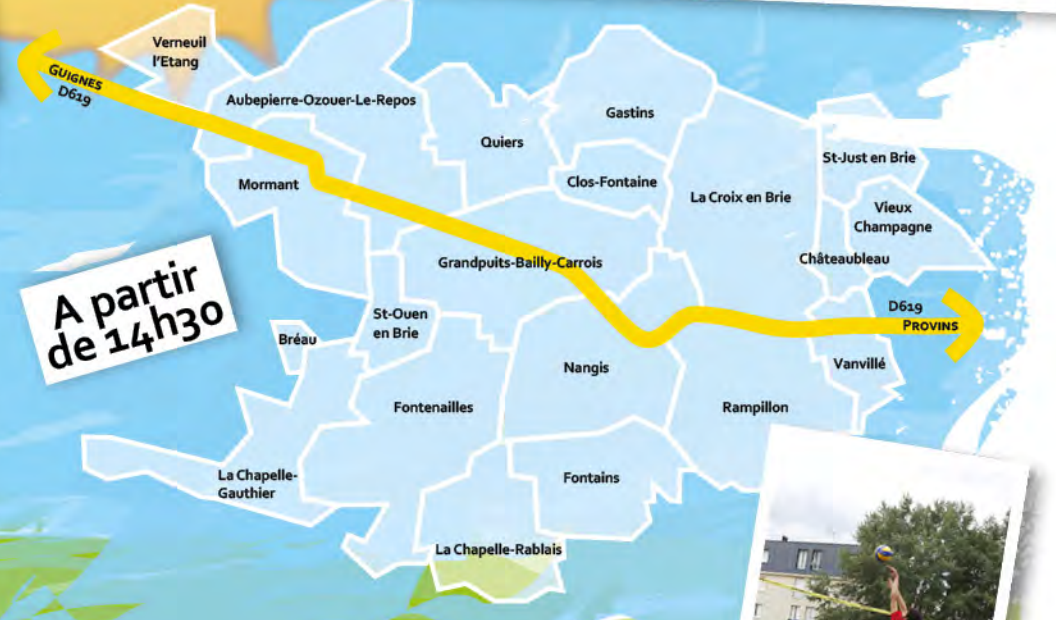 Verneuil
l'Etang
GUIGNES
D619
Aubepierre-Ozouer-Le-Repos
Gastins
Quiers
St-Just en Brie
Mormant
Clos-Fontaine
La Croix en Brie
Vieux
Champagne
Grandpuits-Bailly-Carrois
Châteaubleau
A partir
de 14h30
St-Ouen
en Brie
D619
PROVINS
Bréau
Nangis
Vanvillé
Fontenailles
Rampillon
La Chapelle-
Gauthier
Fontains
La Chapelle-Rablais